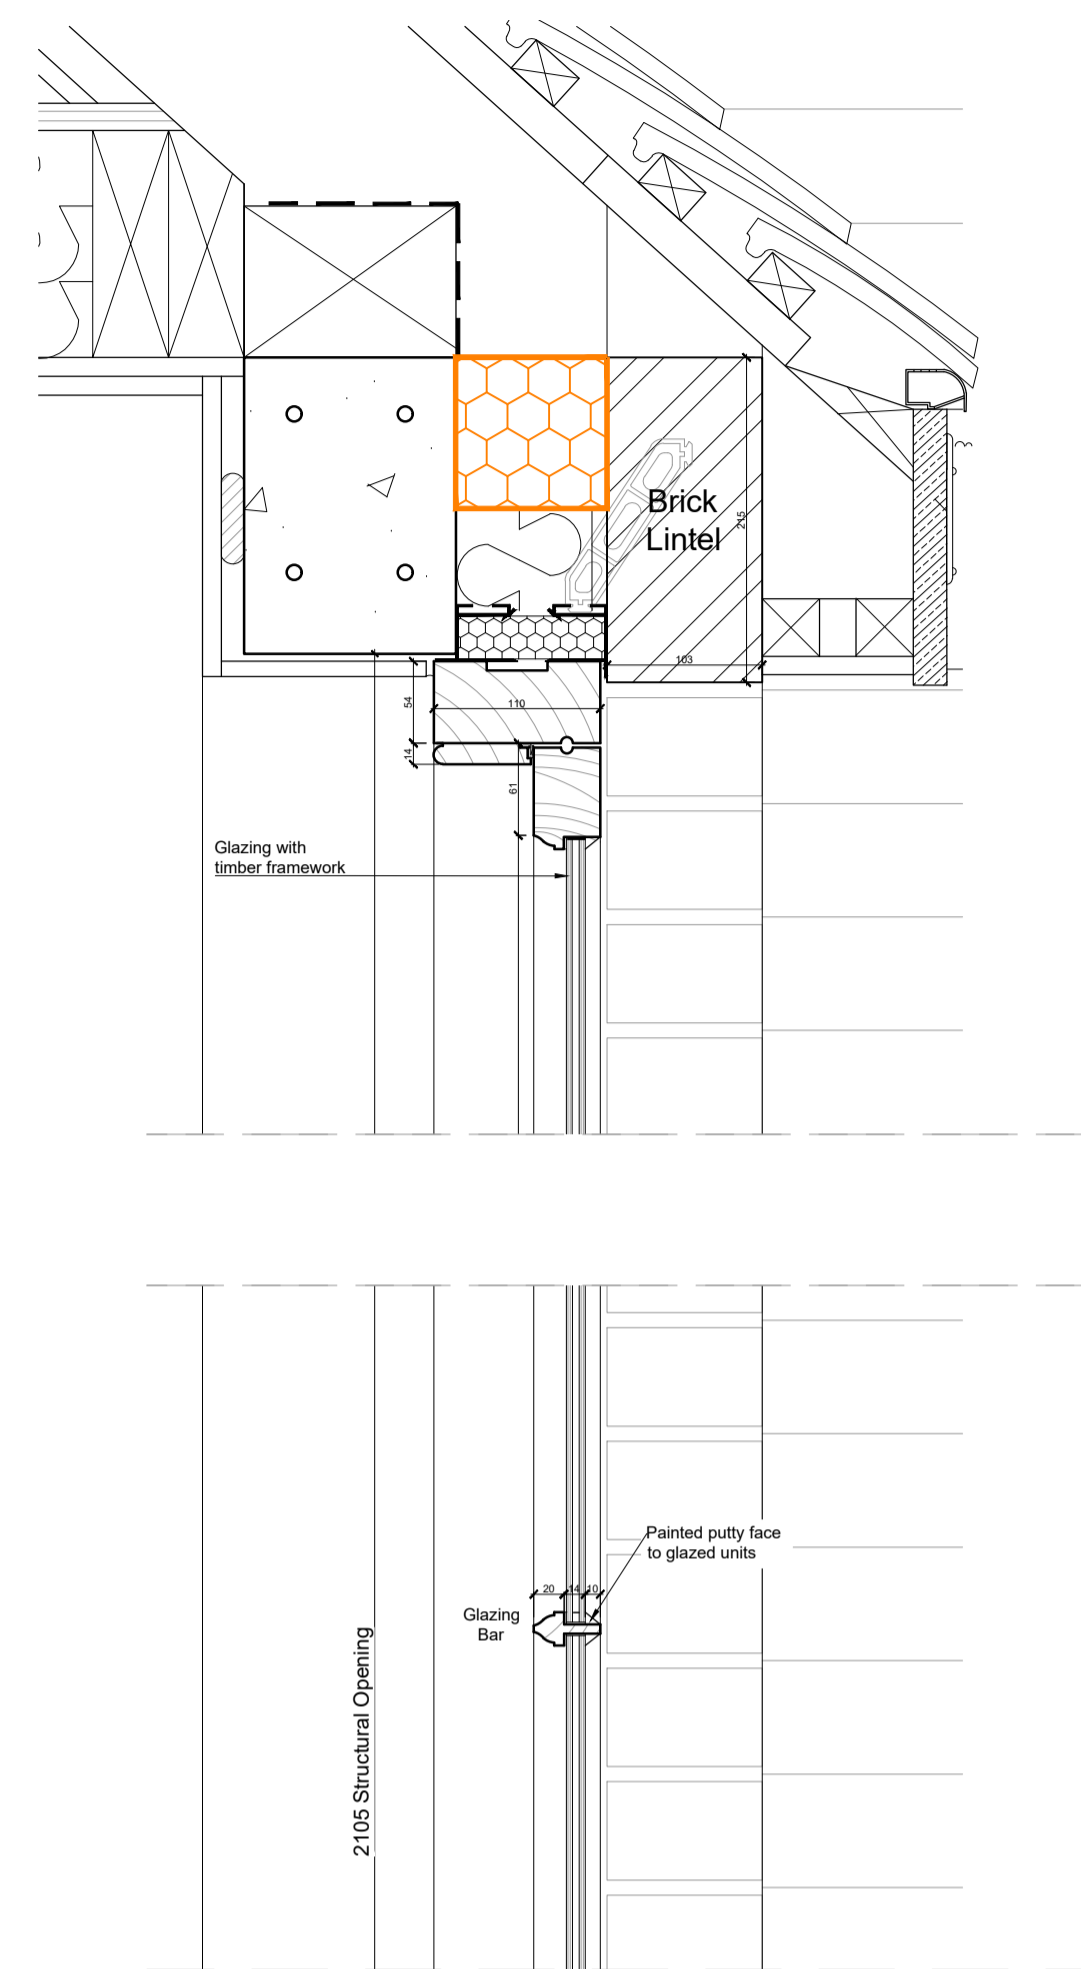 Brick
Lintel
215
103
54
110
14
61
Glazing with
timber framework
Painted putty face
to glazed units
20
14
10
Glazing
Bar
2105 Structural Opening